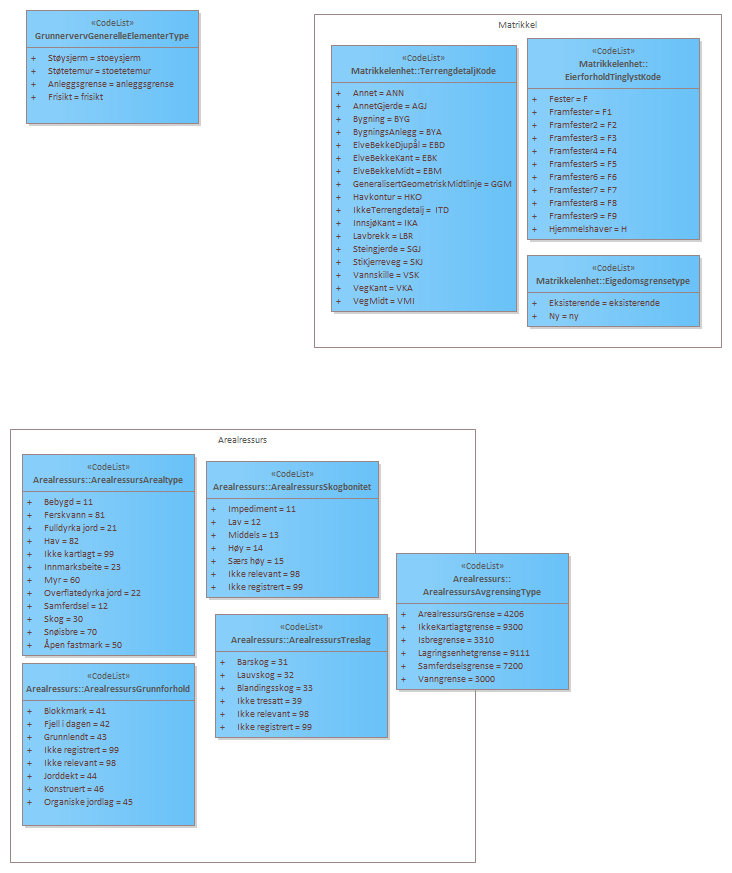 «CodeList»
GrunnervervGenerelleElementerType
+ Støysjerm = stoeysjerm
+ Støtetemur = stoetetemur
+ Anleggsgrense = anleggsgrense
+ Frisikt = frisikt
Matrikkel
«CodeList»
Matrikkelenhet::TerrengdetaljKode
+ Annet = ANN
+ AnnetGjerde = AGJ
+ Bygning = BYG
+ BygningsAnlegg = BYA
+ ElveBekkeDjupål = EBD
+ ElveBekkeKant = EBK
+ ElveBekkeMidt = EBM
+ GeneralisertGeometriskMidtlinje = GGM
+ Havkontur = HKO
+ IkkeTerrengdetalj = ITD
+ InnsjøKant = IKA
+ Lavbrekk = LBR
+ Steingjerde = SGJ
+ StiKjerreveg = SKJ
+ Vannskille = VSK
+ VegKant = VKA
+ VegMidt = VMI
«CodeList»
Matrikkelenhet::
EierforholdTinglystKode
+ Fester = F
+ Framfester = F1
+ Framfester2 = F2
+ Framfester3 = F3
+ Framfester4 = F4
+ Framfester5 = F5
+ Framfester6 = F6
+ Framfester7 = F7
+ Framfester8 = F8
+ Framfester9 = F9
+ Hjemmelshaver = H
«CodeList»
Matrikkelenhet::Eigedomsgrensetype
+ Eksisterende = eksisterende
+ Ny = ny
Arealressurs
«CodeList»
Arealressurs::ArealressursArealtype
+ Bebygd = 11
+ Ferskvann = 81
+ Fulldyrka jord = 21
+ Hav = 82
+ Ikke kartlagt = 99
+ Innmarksbeite = 23
+ Myr = 60
+ Overflatedyrka jord = 22
+ Samferdsel = 12
+ Skog = 30
+ Snøisbre = 70
+ Åpen fastmark = 50
«CodeList»
Arealressurs::ArealressursSkogbonitet
+ Impediment = 11
+ Lav = 12
+ Middels = 13
+ Høy = 14
+ Særs høy = 15
+ Ikke relevant = 98
+ Ikke registrert = 99
«CodeList»
Arealressurs::
ArealressursAvgrensingType
+ ArealressursGrense = 4206
+ IkkeKartlagtgrense = 9300
+ Isbregrense = 3310
+ Lagringsenhetgrense = 9111
+ Samferdselsgrense = 7200
+ Vanngrense = 3000
«CodeList»
Arealressurs::ArealressursTreslag
+ Barskog = 31
+ Lauvskog = 32
+ Blandingsskog = 33
+ Ikke tresatt = 39
+ Ikke relevant = 98
+ Ikke registrert = 99
«CodeList»
Arealressurs::ArealressursGrunnforhold
+ Blokkmark = 41
+ Fjell i dagen = 42
+ Grunnlendt = 43
+ Ikke registrert = 99
+ Ikke relevant = 98
+ Jorddekt = 44
+ Konstruert = 46
+ Organiske jordlag = 45